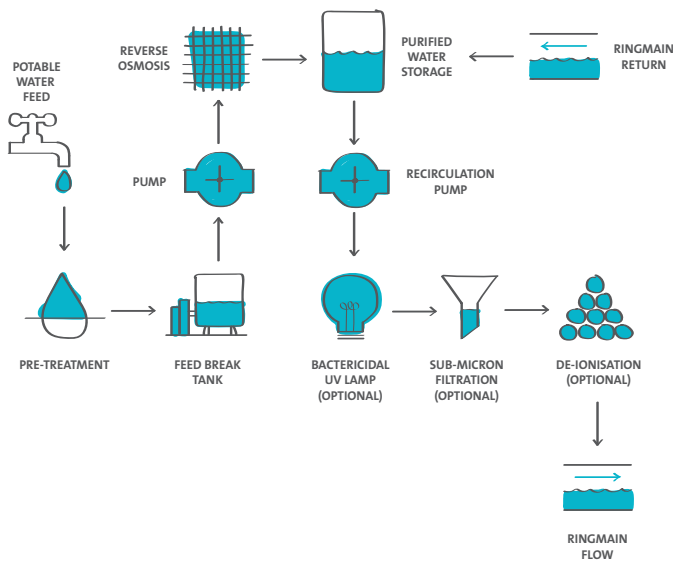 POTABLE
WATER
FEED
REVERSE
OSMOSIS
PURIFIED
WATER
STORAGE
RINGMAIN
RETURN
PUMP
RECIRCULATION
PUMP
PRE-TREATMENT
FEED BREAK
TANK
BACTERICIDAL
UV LAMP
(OPTIONAL)
SUB-MICRON
FILTRATION
(OPTIONAL)
DE-IONISATION
(OPTIONAL)
RINGMAIN
FLOW